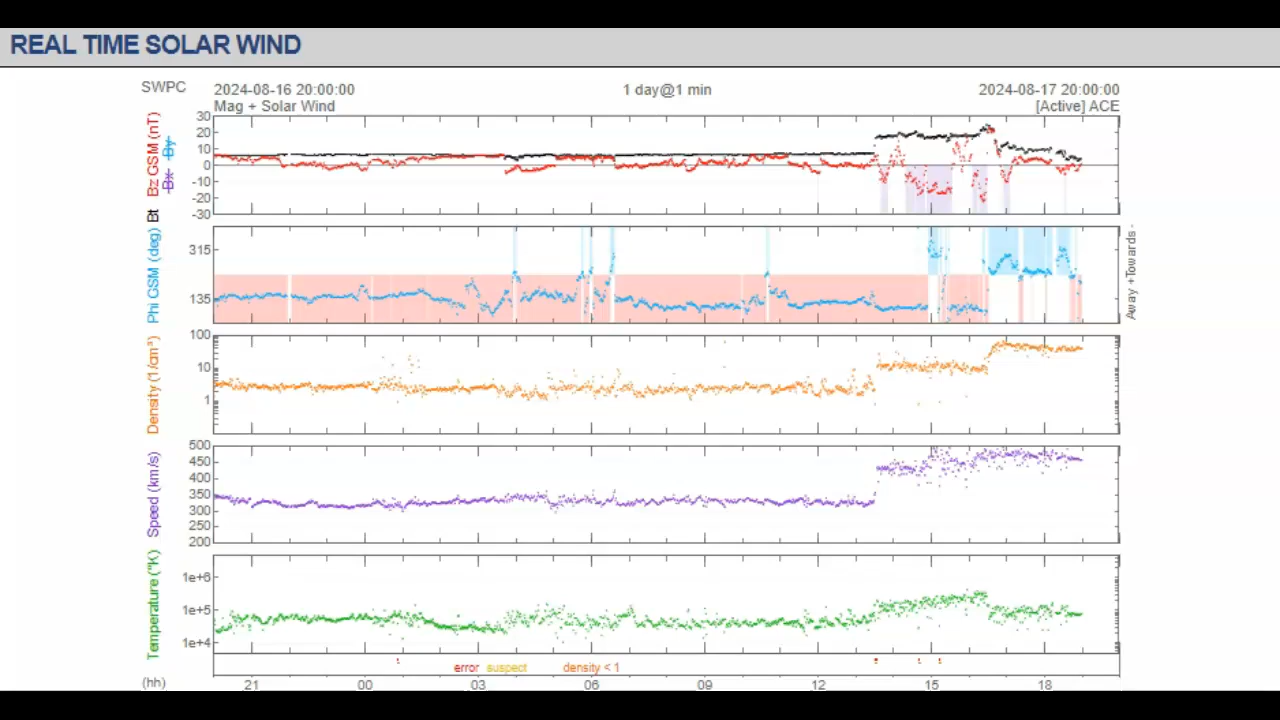 REAL TIME SOLAR WIND
SWPC
2024-08-16 20:00:00 1 day@1 min 2024-08-17 20:00:00
Mag + Solar Wind [Active] ACE
Bt Bz GSM (nT)
Bx By
30
20
10
0
-10
-20
-30
Phi GSM (deg)
315
135
Away +Towards -
Density (1/cm³)
100
10
1
Speed (km/s)
500
450
400
350
300
250
200
Temperature (°K)
1e+6
1e+5
1e+4
error suspect density < 1
(hh) 21 00 03 06 09 12 15 18